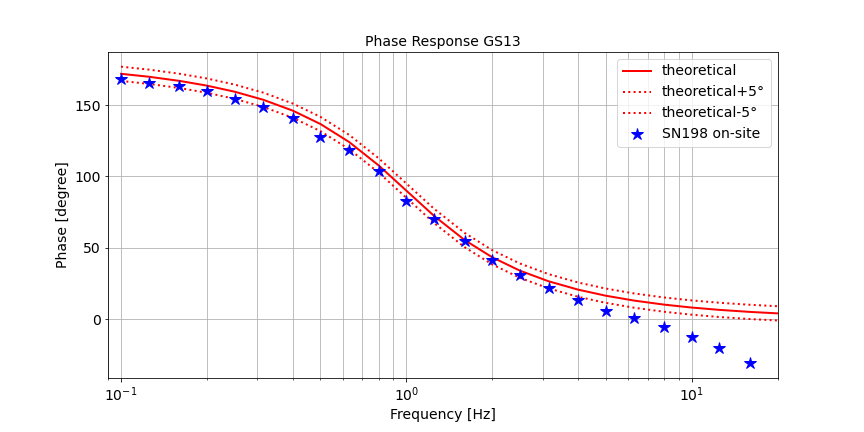 Phase Response GS13
theoretical
theoretical+5°
theoretical-5°
SN198 on-site
Phase [degree]
150
100
50
0
10⁻¹
10⁰
10¹
Frequency [Hz]